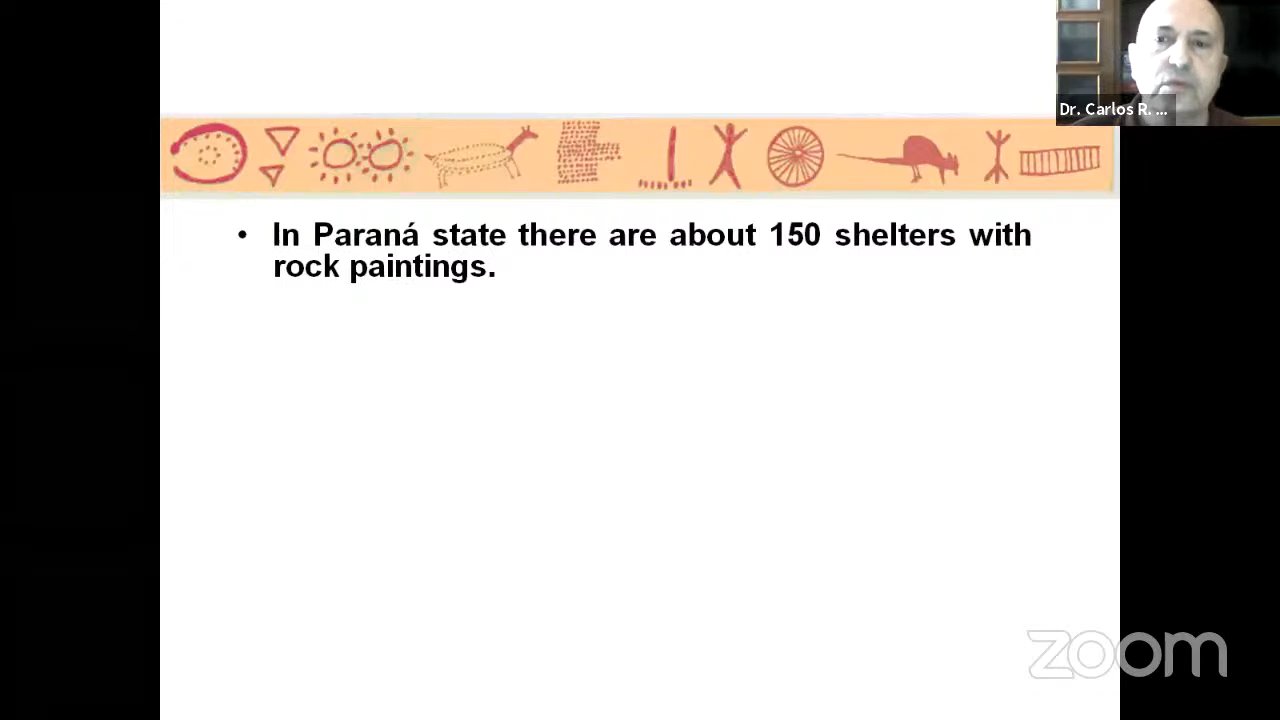 Dr. Carlos R. ...
• In Paraná state there are about 150 shelters with
rock paintings.
zoom